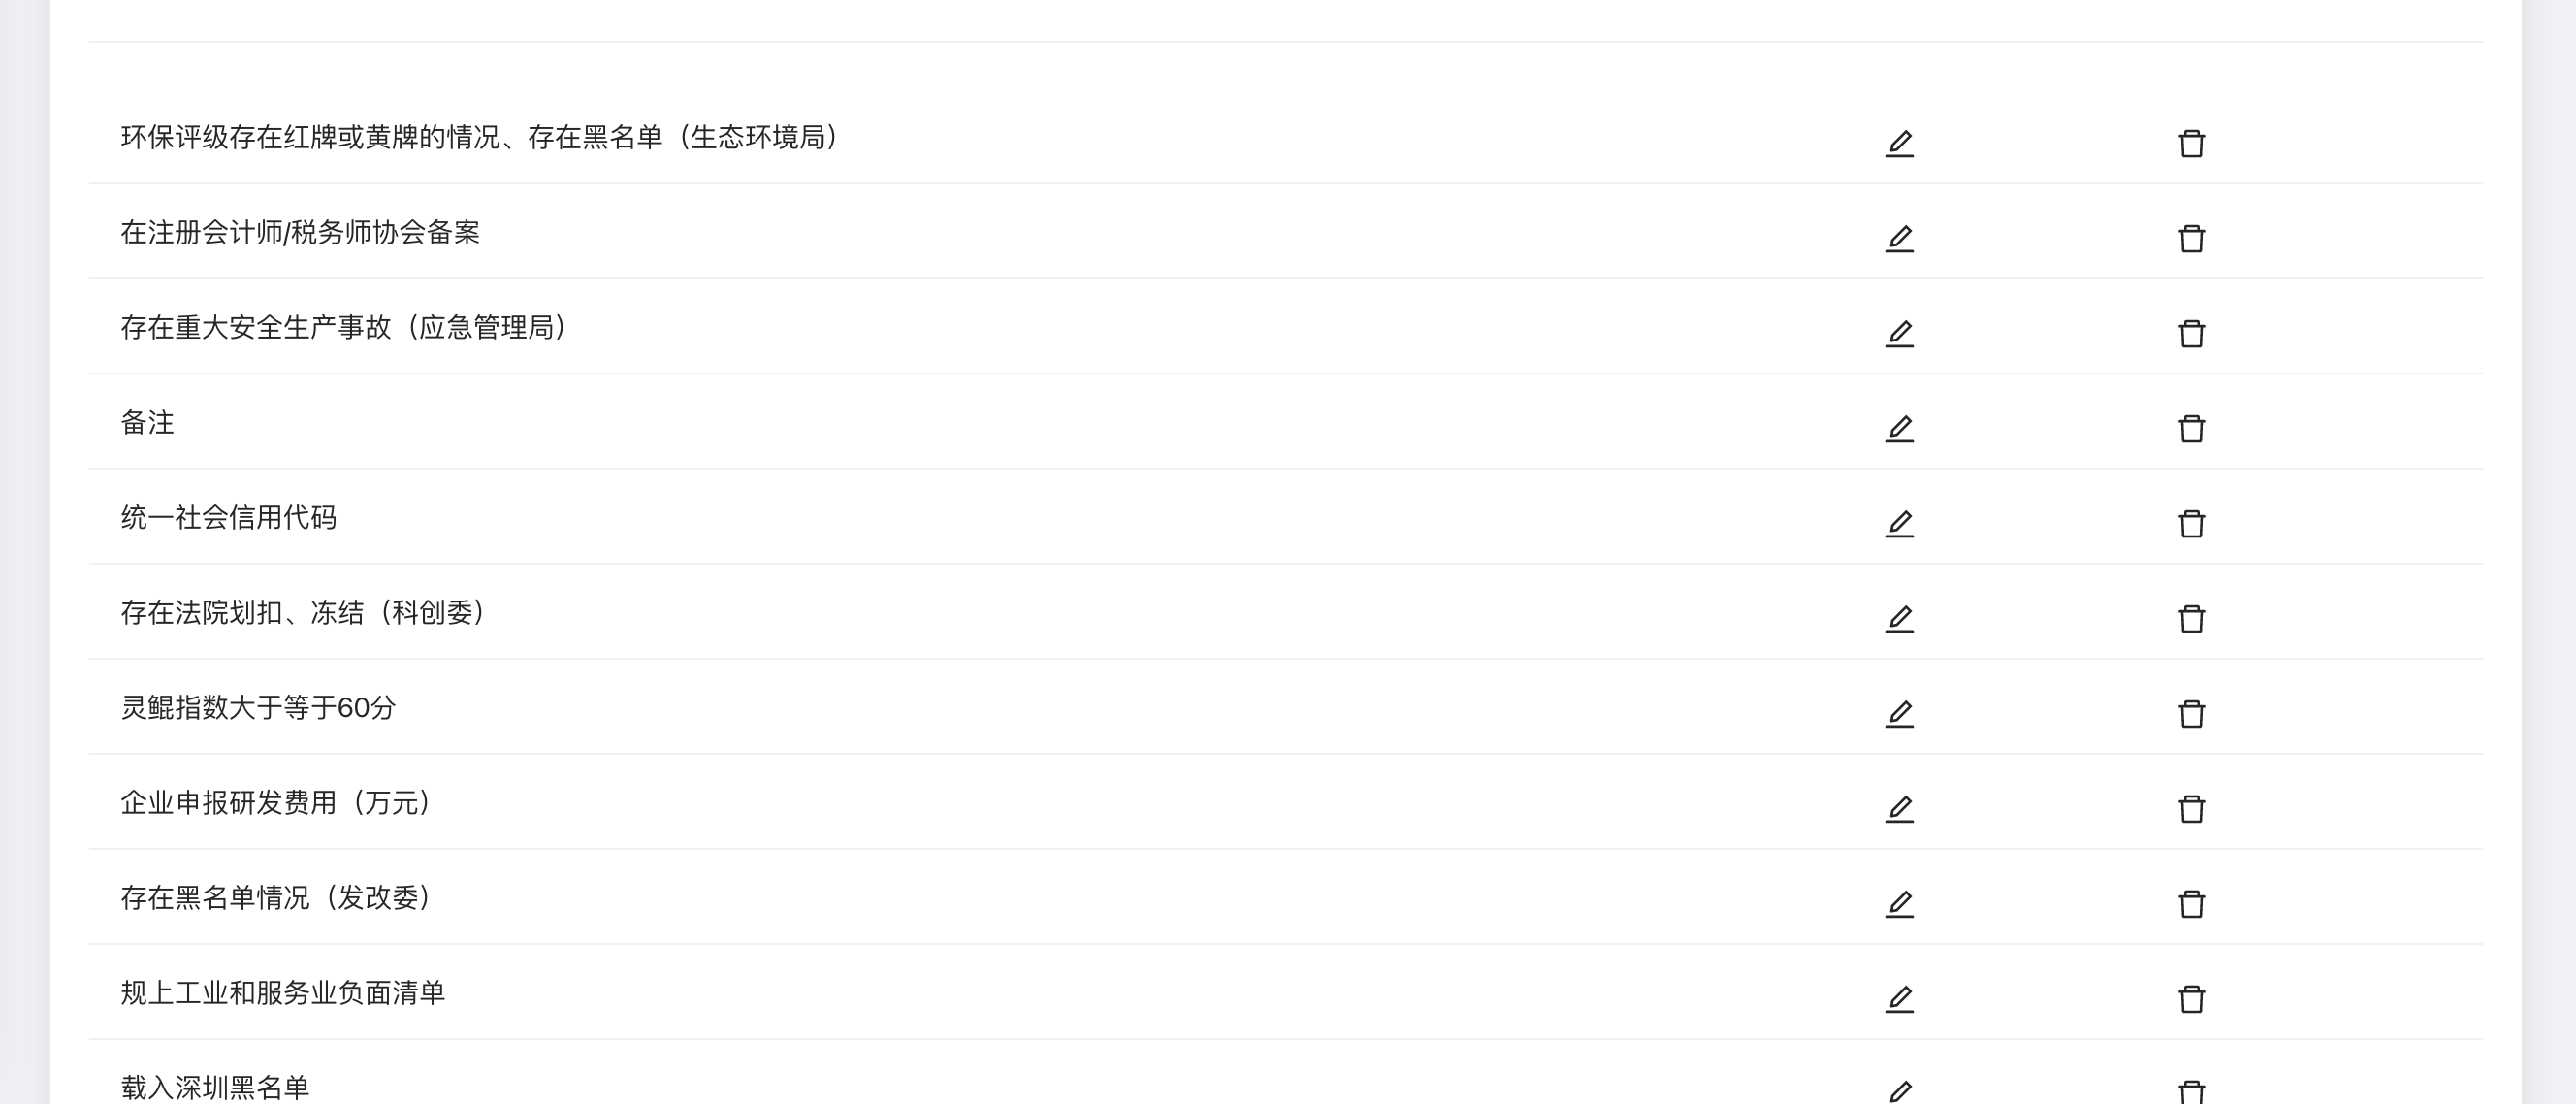 环保评级存在红牌或黄牌的情况、存在黑名单（生态环境局）
在注册会计师/税务师协会备案
存在重大安全生产事故（应急管理局）
备注
统一社会信用代码
存在法院划扣、冻结（科创委）
灵鲲指数大于等于60分
企业申报研发费用（万元）
存在黑名单情况（发改委）
规上工业和服务业负面清单
载入深圳黑名单